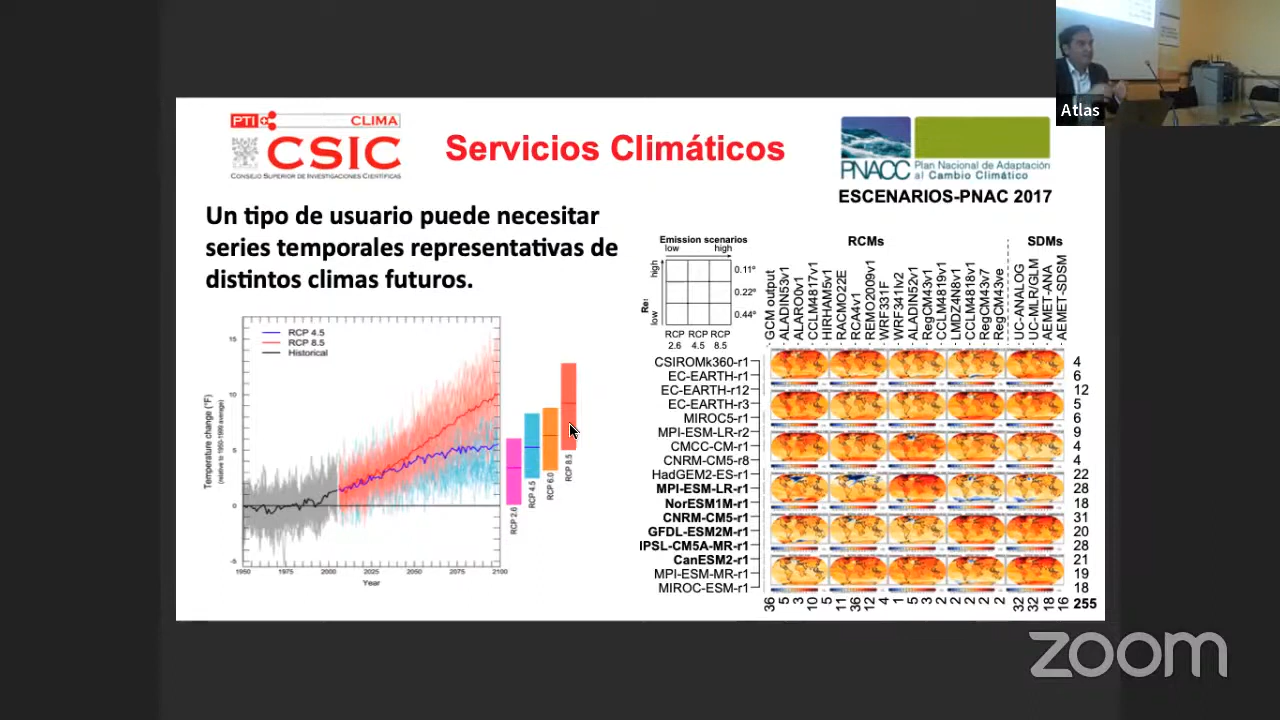 Atlas
PTI CLIMA
CSIC
CONSEJO SUPERIOR DE INVESTIGACIONES CIENTÍFICAS
Servicios Climáticos
PNACC Plan Nacional de Adaptación
al Cambio Climático
ESCENARIOS-PNAC 2017
Un tipo de usuario puede necesitar
series temporales representativas de
distintos climas futuros.
RCP 4.5
RCP 8.5
Historical
Temperature change (°F)
(relative to 1950-1999 average)
15
10
5
0
-5
1950 1975 2000 2025 2050 2075 2100
Year
RCP 2.6
RCP 4.5
RCP 6.0
RCP 8.5
Emission scenarios
low high
high
low
0.11º
0.22º
0.44º
RCP RCP RCP
2.6 4.5 8.5
RCMs
SDMs
GCM output
ALADIN53v1
ALARO0v1
CCLM4817v1
HIRHAM5v1
RACMO22E
RCA4v1
REMO2009v1
WRF331F
WRF341Iv2
ALADIN52v1
RegCM43v1
CCLM4819v1
LMDZ4N8v1
CCLM4818v1
RegCM43v7
RegCM43ve
UC-ANALOG
UC-MLR/GLM
AEMET-ANA
AEMET-SDSM
CSIROMk360-r1 4
EC-EARTH-r1 6
EC-EARTH-r12 12
EC-EARTH-r3 5
MIROC5-r1 6
MPI-ESM-LR-r2 9
CMCC-CM-r1 4
CNRM-CM5-r8
HadGEM2-ES-r1 22
MPI-ESM-LR-r1 28
NorESM1M-r1 18
CNRM-CM5-r1 31
GFDL-ESM2M-r1 20
IPSL-CM5A-MR-r1 28
CanESM2-r1 21
MPI-ESM-MR-r1 19
MIROC-ESM-r1 18
36 5 3 10 5 11 36 12 4 1 5 3 2 2 2 2 2 32 32 18 16 255
zoom